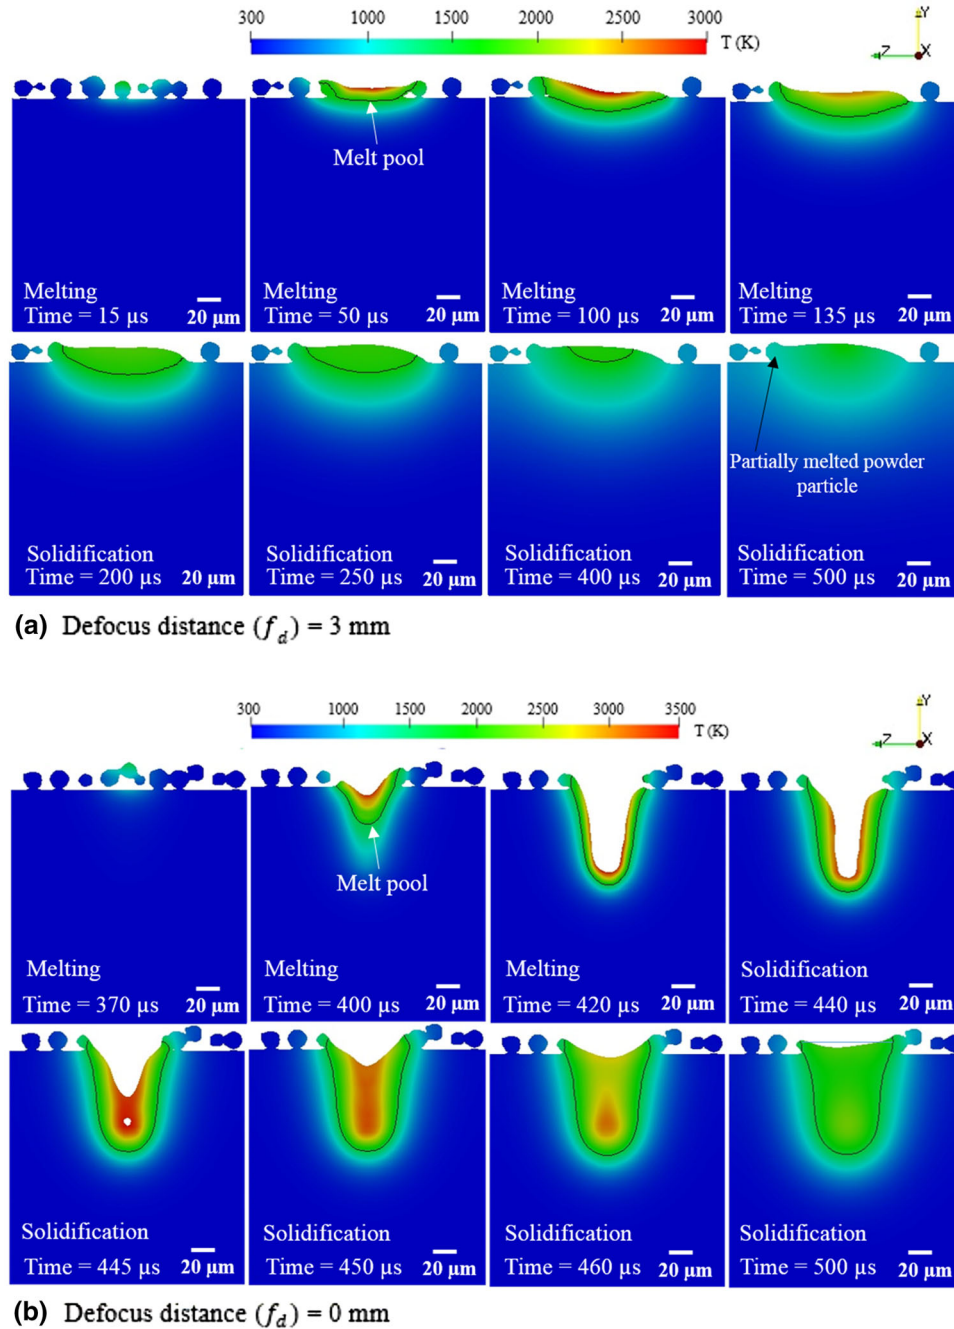 300 1000 2000 2500 3000
T (K)
Y
Z X
Melt pool
Melting
Time = 15 µs
20 µm
Melting
Time = 50 µs
20 µm
Melting
Time = 100 µs
20 µm
Melting
Time = 135 µs
20 µm
Partially melted powder
particle
Solidification
Time = 200 µs
20 µm
Solidification
Time = 250 µs
20 µm
Solidification
Time = 400 µs
20 µm
Solidification
Time = 500 µs
20 µm
(a) Defocus distance (f_d) = 3 mm
300 1000 2000 2500 3000 3500
T (K)
Y
Z X
Melt pool
Melting
Time = 370 µs
20 µm
Melting
Time = 400 µs
20 µm
Melting
Time = 420 µs
20 µm
Solidification
Time = 440 µs
20 µm
Solidification
Time = 445 µs
20 µm
Solidification
Time = 450 µs
20 µm
Solidification
Time = 460 µs
20 µm
Solidification
Time = 500 µs
20 µm
(b) Defocus distance (f_d) = 0 mm